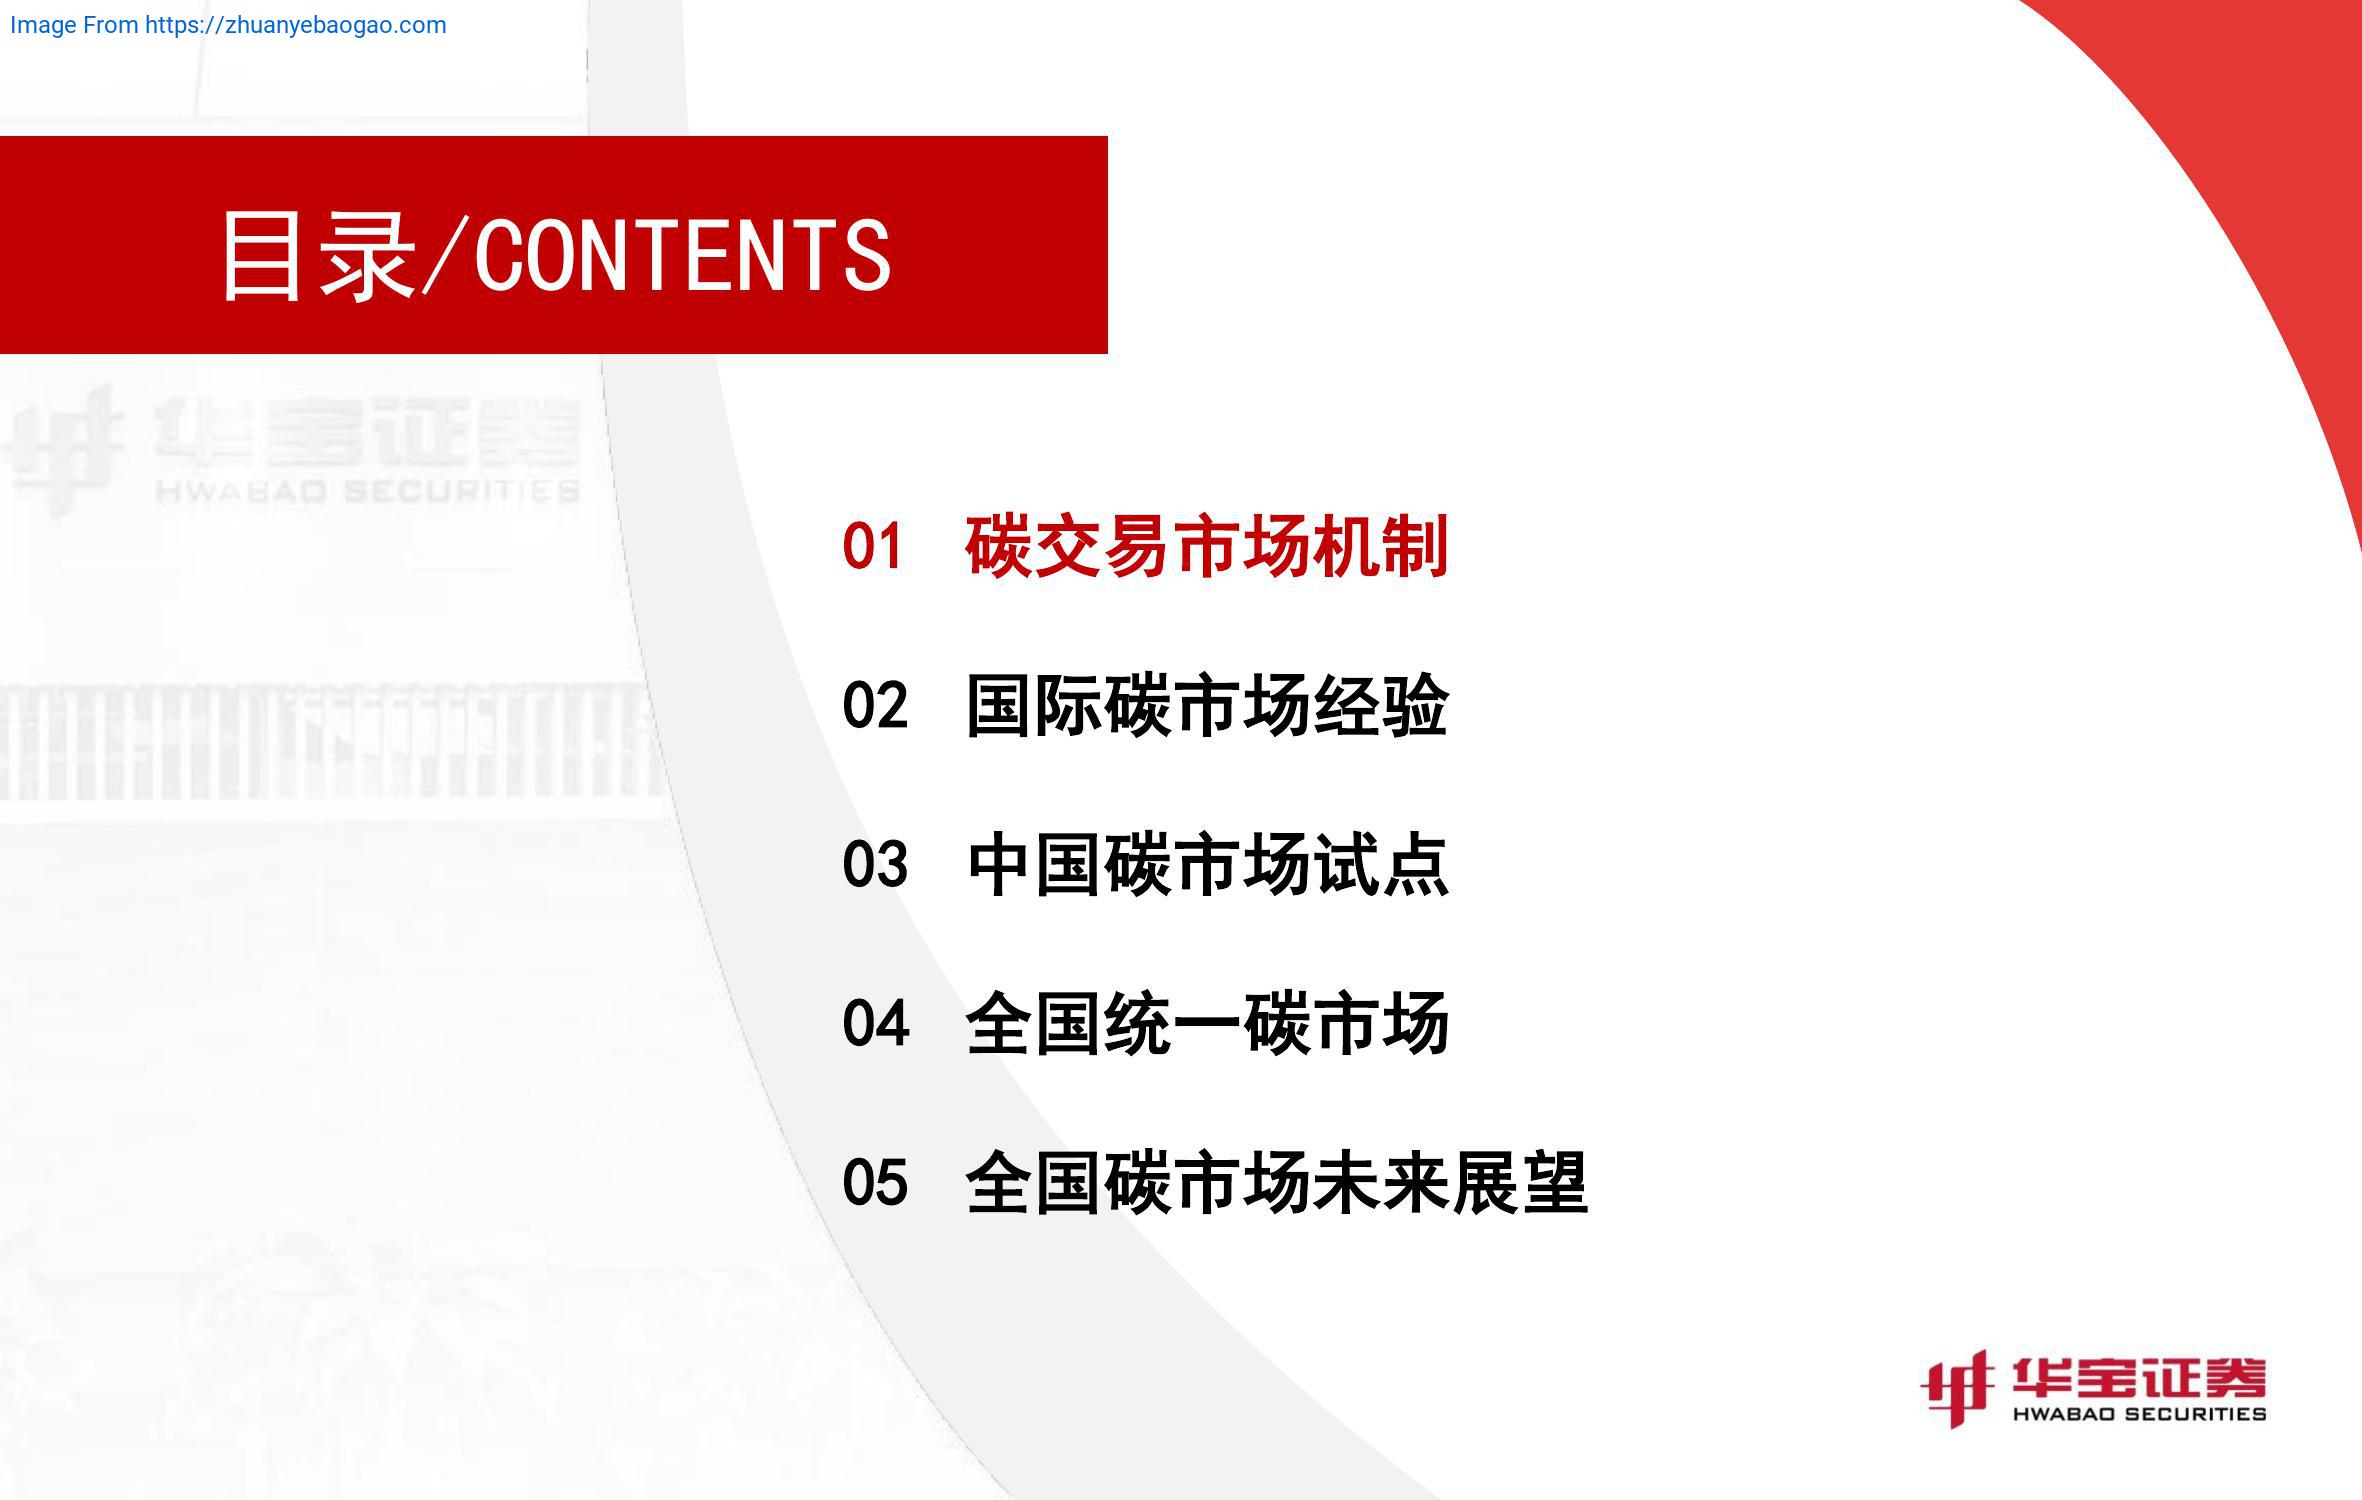 Image From https://zhuanyebaogao.com
目录/CONTENTS
华宝证券
HWABAO SECURITIES
01 碳交易市场机制
02 国际碳市场经验
03 中国碳市场试点
04 全国统一碳市场
05 全国碳市场未来展望
华宝证券
HWABAO SECURITIES